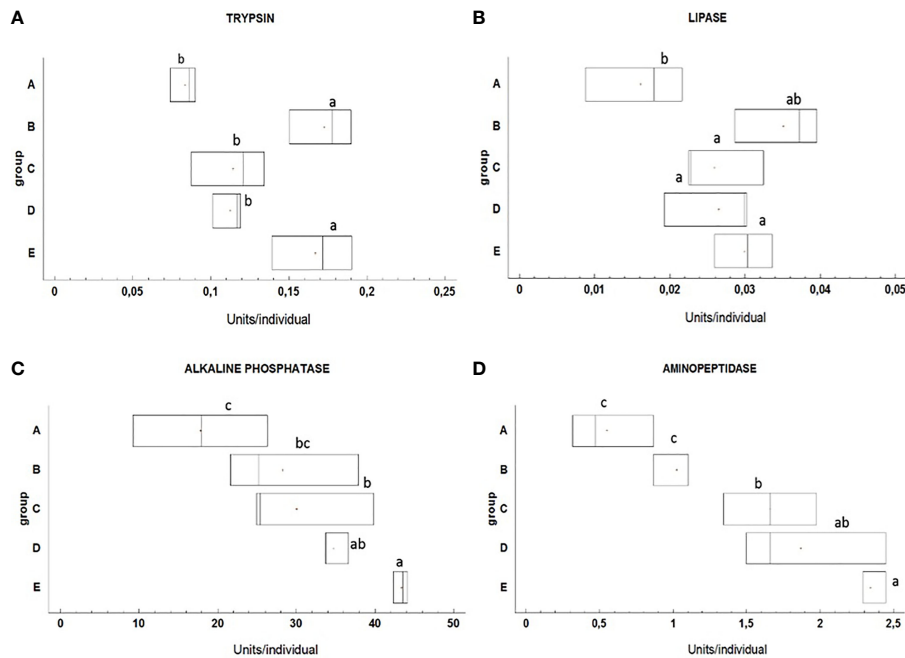 A
TRYPSIN
b
A
a
B
b
C
b
D
a
E
group
0 0,05 0,1 0,15 0,2 0,25
Units/individual
B
LIPASE
b
A
ab
B
a
C
a
D
a
E
group
0 0,01 0,02 0,03 0,04 0,05
Units/individual
C
ALKALINE PHOSPHATASE
c
A
bc
B
b
C
ab
D
a
E
group
0 10 20 30 40 50
Units/individual
D
AMINOPEPTIDASE
c
A
c
B
b
C
ab
D
a
E
group
0 0,5 1 1,5 2 2,5
Units/individual